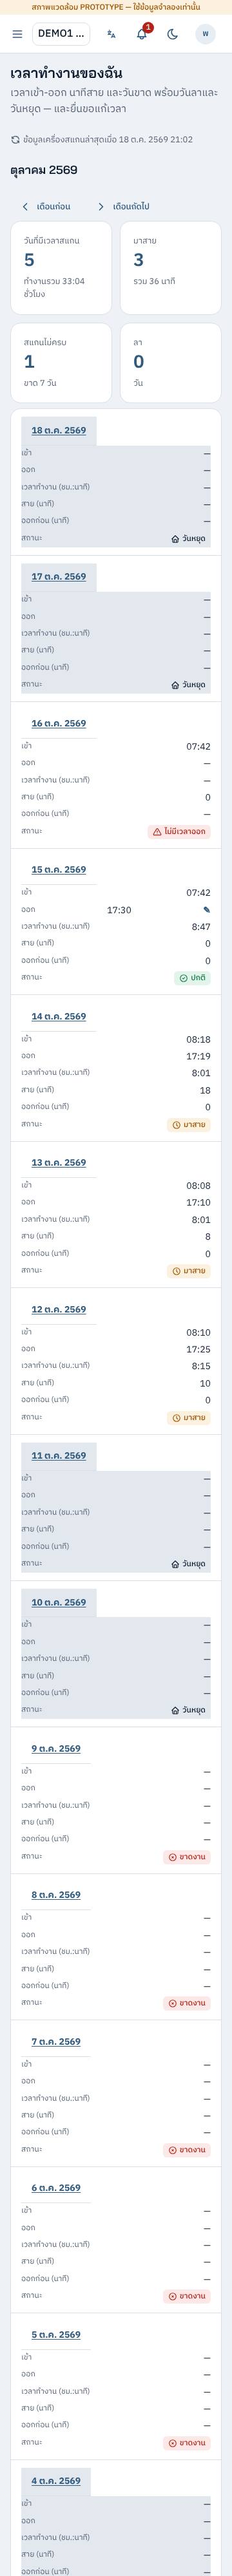 สภาพแวดล้อม PROTOTYPE — ใช้ข้อมูลจำลองเท่านั้น
DEMO1 ...
1
พ
เวลาทำงานของฉัน
เวลาเข้า-ออก นาทีสาย และวันขาด พร้อมวันลาและ
วันหยุด — และยื่นขอแก้เวลา
ข้อมูลเครื่องสแกนล่าสุดเมื่อ 18 ต.ค. 2569 21:02
ตุลาคม 2569
เดือนก่อน
เดือนถัดไป
วันที่มีเวลาสแกน
5
ทำงานรวม 33:04
ชั่วโมง
มาสาย
3
รวม 36 นาที
สแกนไม่ครบ
1
ขาด 7 วัน
ลา
0
วัน
18 ต.ค. 2569
เข้า —
ออก —
เวลาทำงาน (ชม.:นาที) —
สาย (นาที) —
ออกก่อน (นาที) —
สถานะ วันหยุด
17 ต.ค. 2569
เข้า —
ออก —
เวลาทำงาน (ชม.:นาที) —
สาย (นาที) —
ออกก่อน (นาที) —
สถานะ วันหยุด
16 ต.ค. 2569
เข้า 07:42
ออก —
เวลาทำงาน (ชม.:นาที) —
สาย (นาที) 0
ออกก่อน (นาที) —
สถานะ ไม่มีเวลาออก
15 ต.ค. 2569
เข้า 07:42
ออก 17:30 ✎
เวลาทำงาน (ชม.:นาที) 8:47
สาย (นาที) 0
ออกก่อน (นาที) 0
สถานะ ปกติ
14 ต.ค. 2569
เข้า 08:18
ออก 17:19
เวลาทำงาน (ชม.:นาที) 8:01
สาย (นาที) 18
ออกก่อน (นาที) 0
สถานะ มาสาย
13 ต.ค. 2569
เข้า 08:08
ออก 17:10
เวลาทำงาน (ชม.:นาที) 8:01
สาย (นาที) 8
ออกก่อน (นาที) 0
สถานะ มาสาย
12 ต.ค. 2569
เข้า 08:10
ออก 17:25
เวลาทำงาน (ชม.:นาที) 8:15
สาย (นาที) 10
ออกก่อน (นาที) 0
สถานะ มาสาย
11 ต.ค. 2569
เข้า —
ออก —
เวลาทำงาน (ชม.:นาที) —
สาย (นาที) —
ออกก่อน (นาที) —
สถานะ วันหยุด
10 ต.ค. 2569
เข้า —
ออก —
เวลาทำงาน (ชม.:นาที) —
สาย (นาที) —
ออกก่อน (นาที) —
สถานะ วันหยุด
9 ต.ค. 2569
เข้า —
ออก —
เวลาทำงาน (ชม.:นาที) —
สาย (นาที) —
ออกก่อน (นาที) —
สถานะ ขาดงาน
8 ต.ค. 2569
เข้า —
ออก —
เวลาทำงาน (ชม.:นาที) —
สาย (นาที) —
ออกก่อน (นาที) —
สถานะ ขาดงาน
7 ต.ค. 2569
เข้า —
ออก —
เวลาทำงาน (ชม.:นาที) —
สาย (นาที) —
ออกก่อน (นาที) —
สถานะ ขาดงาน
6 ต.ค. 2569
เข้า —
ออก —
เวลาทำงาน (ชม.:นาที) —
สาย (นาที) —
ออกก่อน (นาที) —
สถานะ ขาดงาน
5 ต.ค. 2569
เข้า —
ออก —
เวลาทำงาน (ชม.:นาที) —
สาย (นาที) —
ออกก่อน (นาที) —
สถานะ ขาดงาน
4 ต.ค. 2569
เข้า —
ออก —
เวลาทำงาน (ชม.:นาที) —
สาย (นาที) —
ออกก่อน (นาที) —